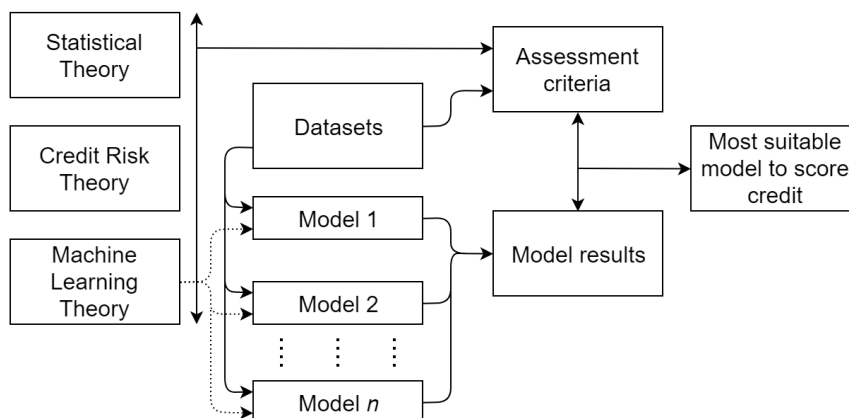 Statistical
Theory
Credit Risk
Theory
Machine
Learning
Theory
Datasets
Model 1
Model 2
Model n
Assessment
criteria
Model results
Most suitable
model to score
credit